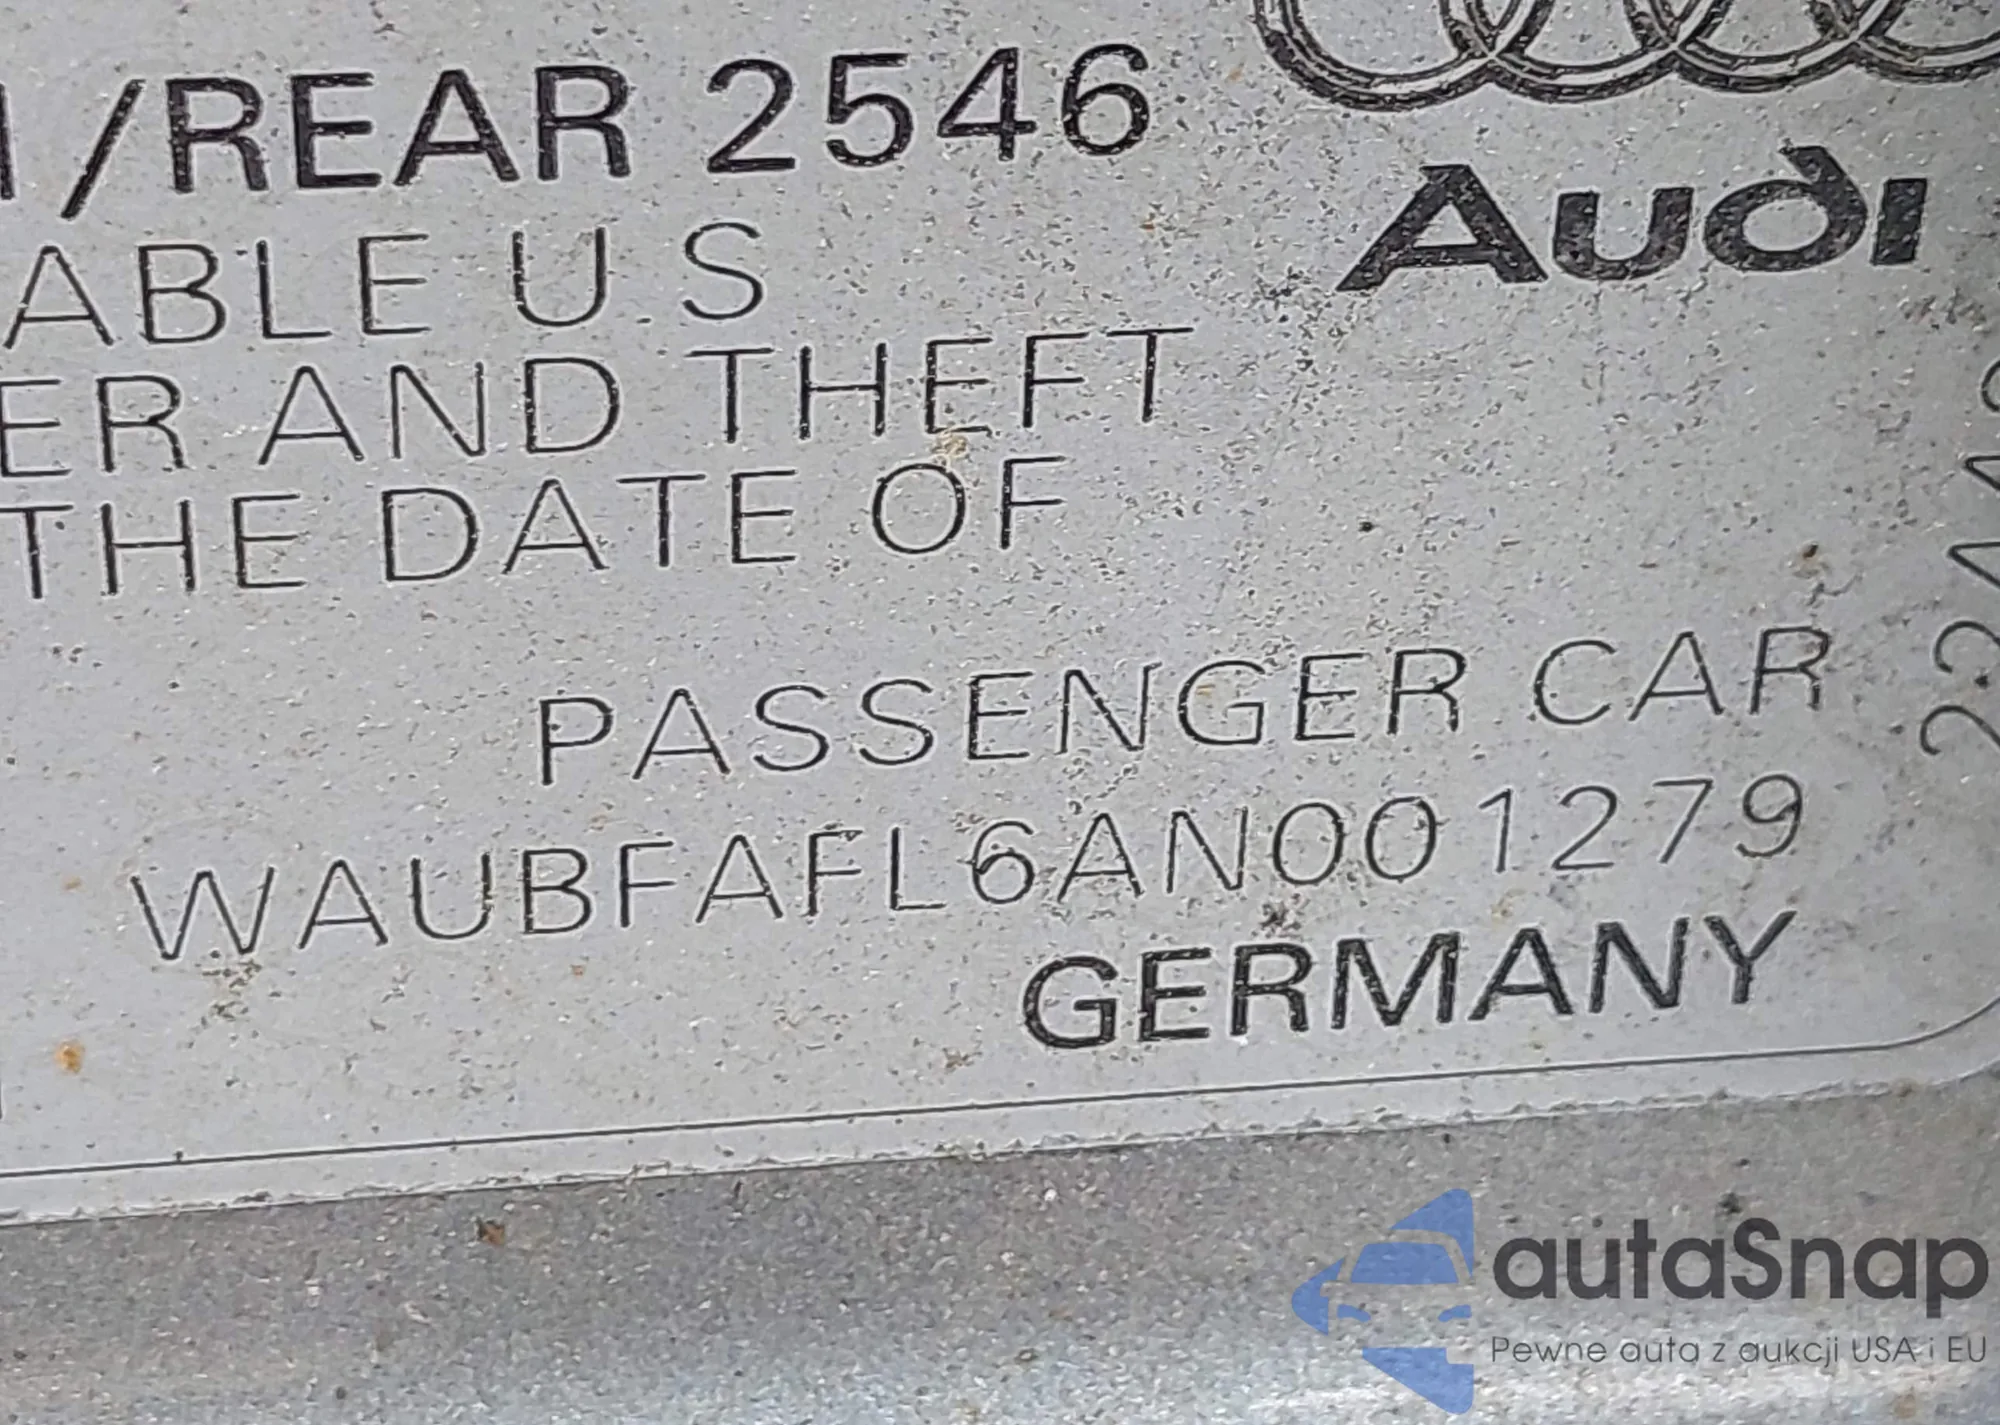 /REAR 2546
Audi
ABLE U.S
ER AND THEFT
THE DATE OF
PASSENGER CAR
WAUBFAFL6AN001279
GERMANY
autaSnap
Pewne auta z aukcji USA i EU